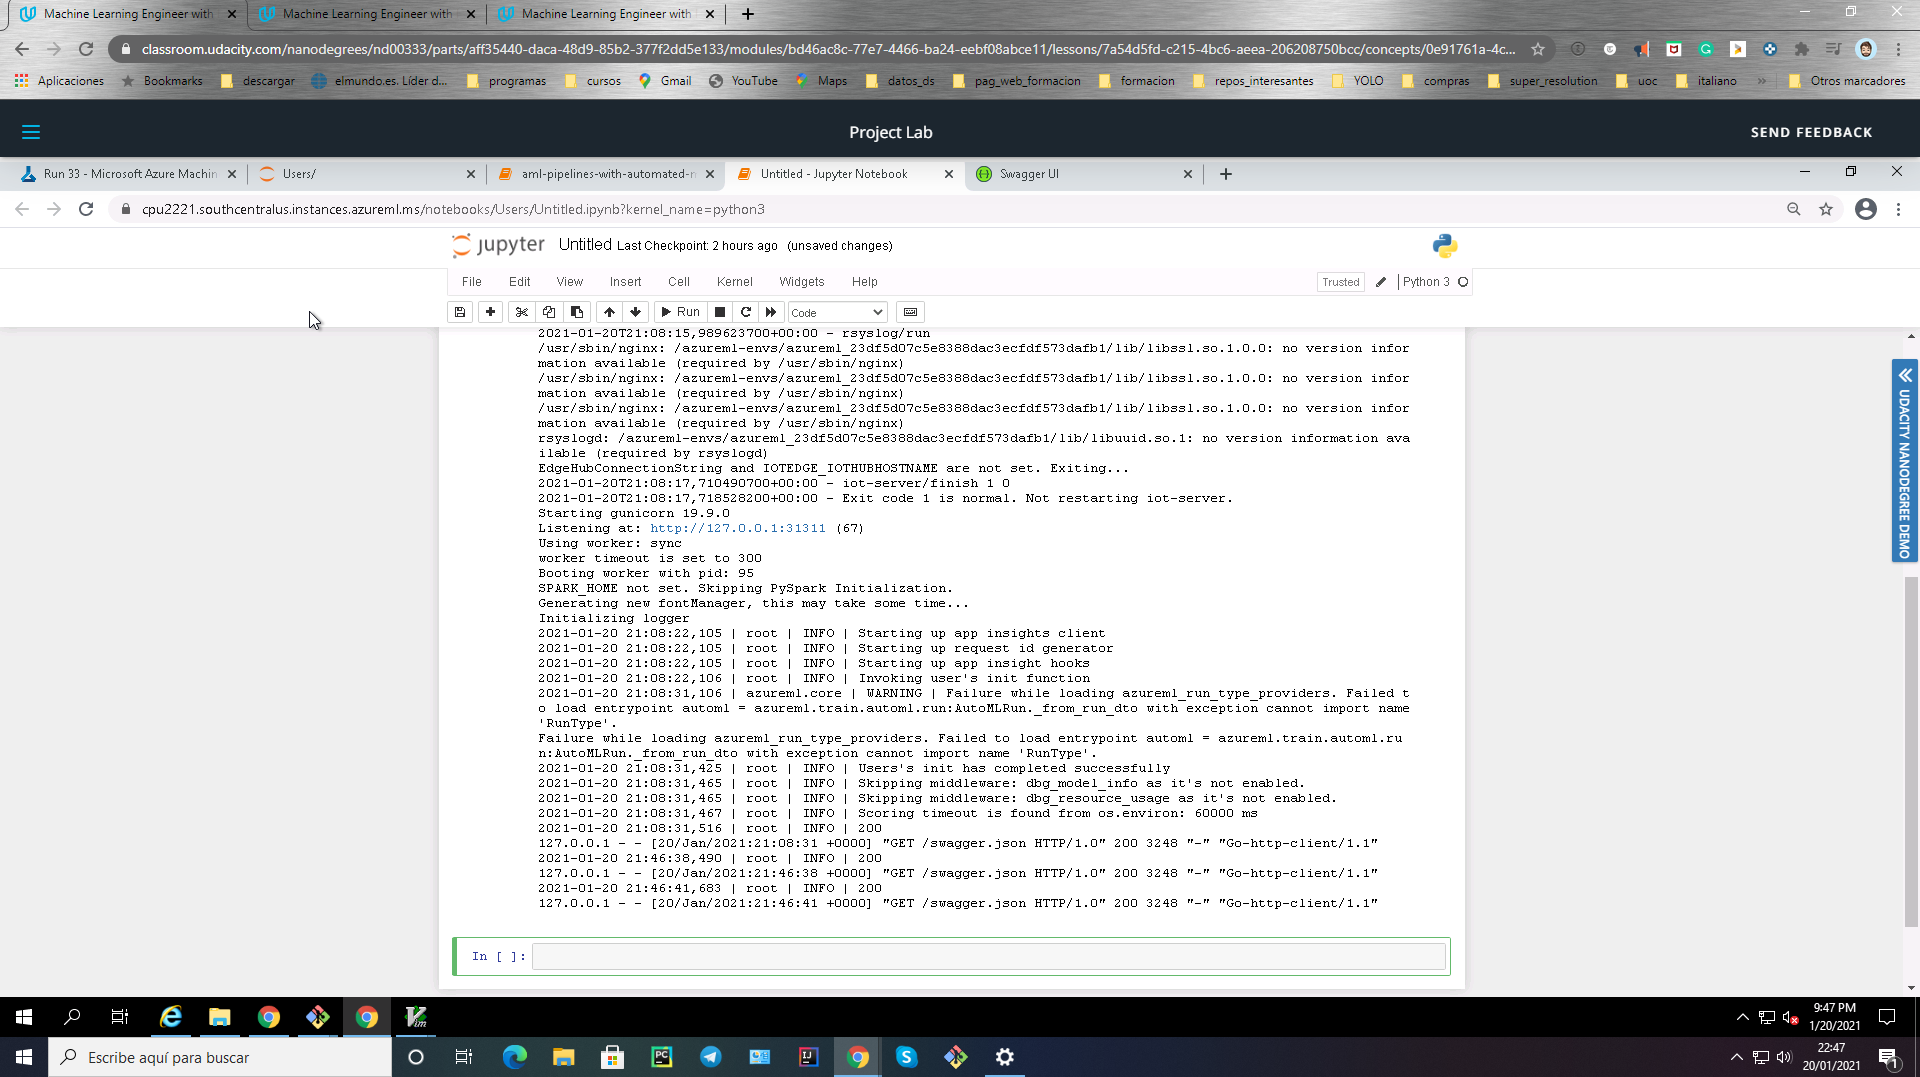 Machine Learning Engineer with
Machine Learning Engineer with
Machine Learning Engineer with
classroom.udacity.com/nanodegrees/nd00333/parts/aff35440-daca-48d9-85b2-377f2dd5e133/modules/bd46ac8c-77e7-4466-ba24-eebf08abce11/lessons/7a54d5fd-c215-4bc6-aeea-206208750bcc/concepts/0e91761a-4c...
Aplicaciones Bookmarks descargar elmundo.es. Líder d... programas cursos Gmail YouTube Maps datos_ds pag_web_formacion formacion repos_interesantes YOLO compras super_resolution uoc italiano » Otros marcadores
Project Lab
SEND FEEDBACK
Run 33 - Microsoft Azure Machin
Users/
aml-pipelines-with-automated-r
Untitled - Jupyter Notebook
Swagger UI
cpu2221.southcentralus.instances.azureml.ms/notebooks/Users/Untitled.ipynb?kernel_name=python3
jupyter Untitled Last Checkpoint: 2 hours ago (unsaved changes)
File Edit View Insert Cell Kernel Widgets Help Trusted Python 3
Run Code
2021-01-20T21:08:15,989623700+00:00 - rsyslog/run
/usr/sbin/nginx: /azureml-envs/azureml_23df5d07c5e8388dac3ecfdf573dafb1/lib/libssl.so.1.0.0: no version infor
mation available (required by /usr/sbin/nginx)
/usr/sbin/nginx: /azureml-envs/azureml_23df5d07c5e8388dac3ecfdf573dafb1/lib/libssl.so.1.0.0: no version infor
mation available (required by /usr/sbin/nginx)
/usr/sbin/nginx: /azureml-envs/azureml_23df5d07c5e8388dac3ecfdf573dafb1/lib/libssl.so.1.0.0: no version infor
mation available (required by /usr/sbin/nginx)
rsyslogd: /azureml-envs/azureml_23df5d07c5e8388dac3ecfdf573dafb1/lib/libuuid.so.1: no version information ava
ilable (required by rsyslogd)
EdgeHubConnectionString and IOTEDGE_IOTHUBHOSTNAME are not set. Exiting...
2021-01-20T21:08:17,710490700+00:00 - iot-server/finish 1 0
2021-01-20T21:08:17,718528200+00:00 - Exit code 1 is normal. Not restarting iot-server.
Starting gunicorn 19.9.0
Listening at: http://127.0.0.1:31311 (67)
Using worker: sync
worker timeout is set to 300
Booting worker with pid: 95
SPARK_HOME not set. Skipping PySpark Initialization.
Generating new fontManager, this may take some time...
Initializing logger
2021-01-20 21:08:22,105 | root | INFO | Starting up app insights client
2021-01-20 21:08:22,105 | root | INFO | Starting up request id generator
2021-01-20 21:08:22,105 | root | INFO | Starting up app insight hooks
2021-01-20 21:08:22,106 | root | INFO | Invoking user's init function
2021-01-20 21:08:31,106 | azureml.core | WARNING | Failure while loading azureml_run_type_providers. Failed t
o load entrypoint automl = azureml.train.automl.run:AutoMLRun._from_run_dto with exception cannot import name
'RunType'.
Failure while loading azureml_run_type_providers. Failed to load entrypoint automl = azureml.train.automl.ru
n:AutoMLRun._from_run_dto with exception cannot import name 'RunType'.
2021-01-20 21:08:31,425 | root | INFO | Users's init has completed successfully
2021-01-20 21:08:31,465 | root | INFO | Skipping middleware: dbg_model_info as it's not enabled.
2021-01-20 21:08:31,465 | root | INFO | Skipping middleware: dbg_resource_usage as it's not enabled.
2021-01-20 21:08:31,467 | root | INFO | Scoring timeout is found from os.environ: 60000 ms
2021-01-20 21:08:31,516 | root | INFO | 200
127.0.0.1 - - [20/Jan/2021:21:08:31 +0000] "GET /swagger.json HTTP/1.0" 200 3248 "-" "Go-http-client/1.1"
2021-01-20 21:46:38,490 | root | INFO | 200
127.0.0.1 - - [20/Jan/2021:21:46:38 +0000] "GET /swagger.json HTTP/1.0" 200 3248 "-" "Go-http-client/1.1"
2021-01-20 21:46:41,683 | root | INFO | 200
127.0.0.1 - - [20/Jan/2021:21:46:41 +0000] "GET /swagger.json HTTP/1.0" 200 3248 "-" "Go-http-client/1.1"
In [ ]:
UDACITY NANODEGREE DEMO
9:47 PM
1/20/2021
Escribe aquí para buscar
22:47
20/01/2021
1